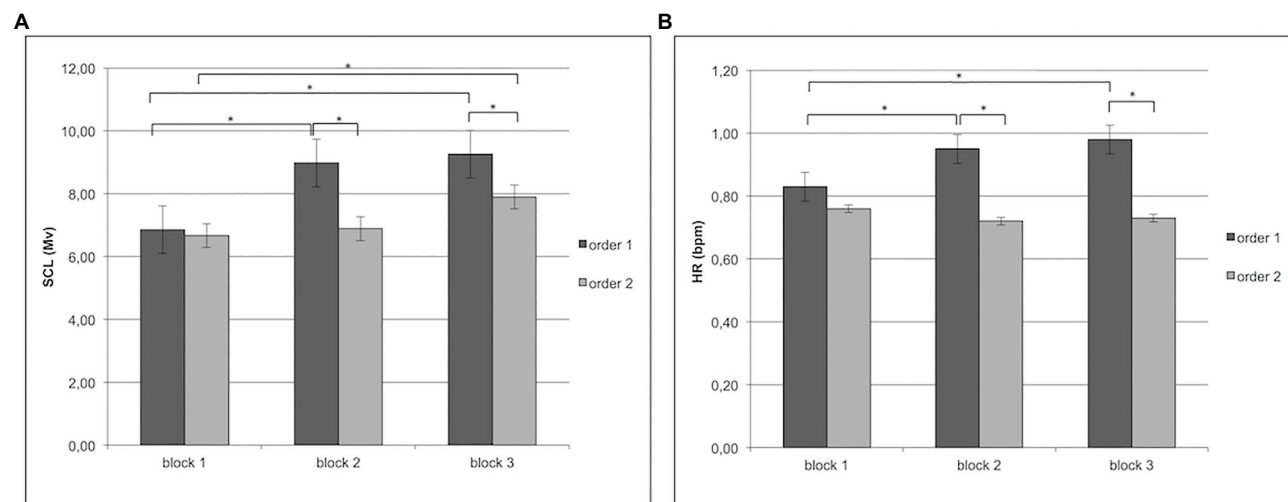 A
12,00
10,00
8,00
6,00
4,00
2,00
0,00
SCL (Mv)
*
*
*
*
*
block 1
block 2
block 3
order 1
order 2
B
1,20
1,00
0,80
0,60
0,40
0,20
0,00
HR (bpm)
*
*
*
*
block 1
block 2
block 3
order 1
order 2